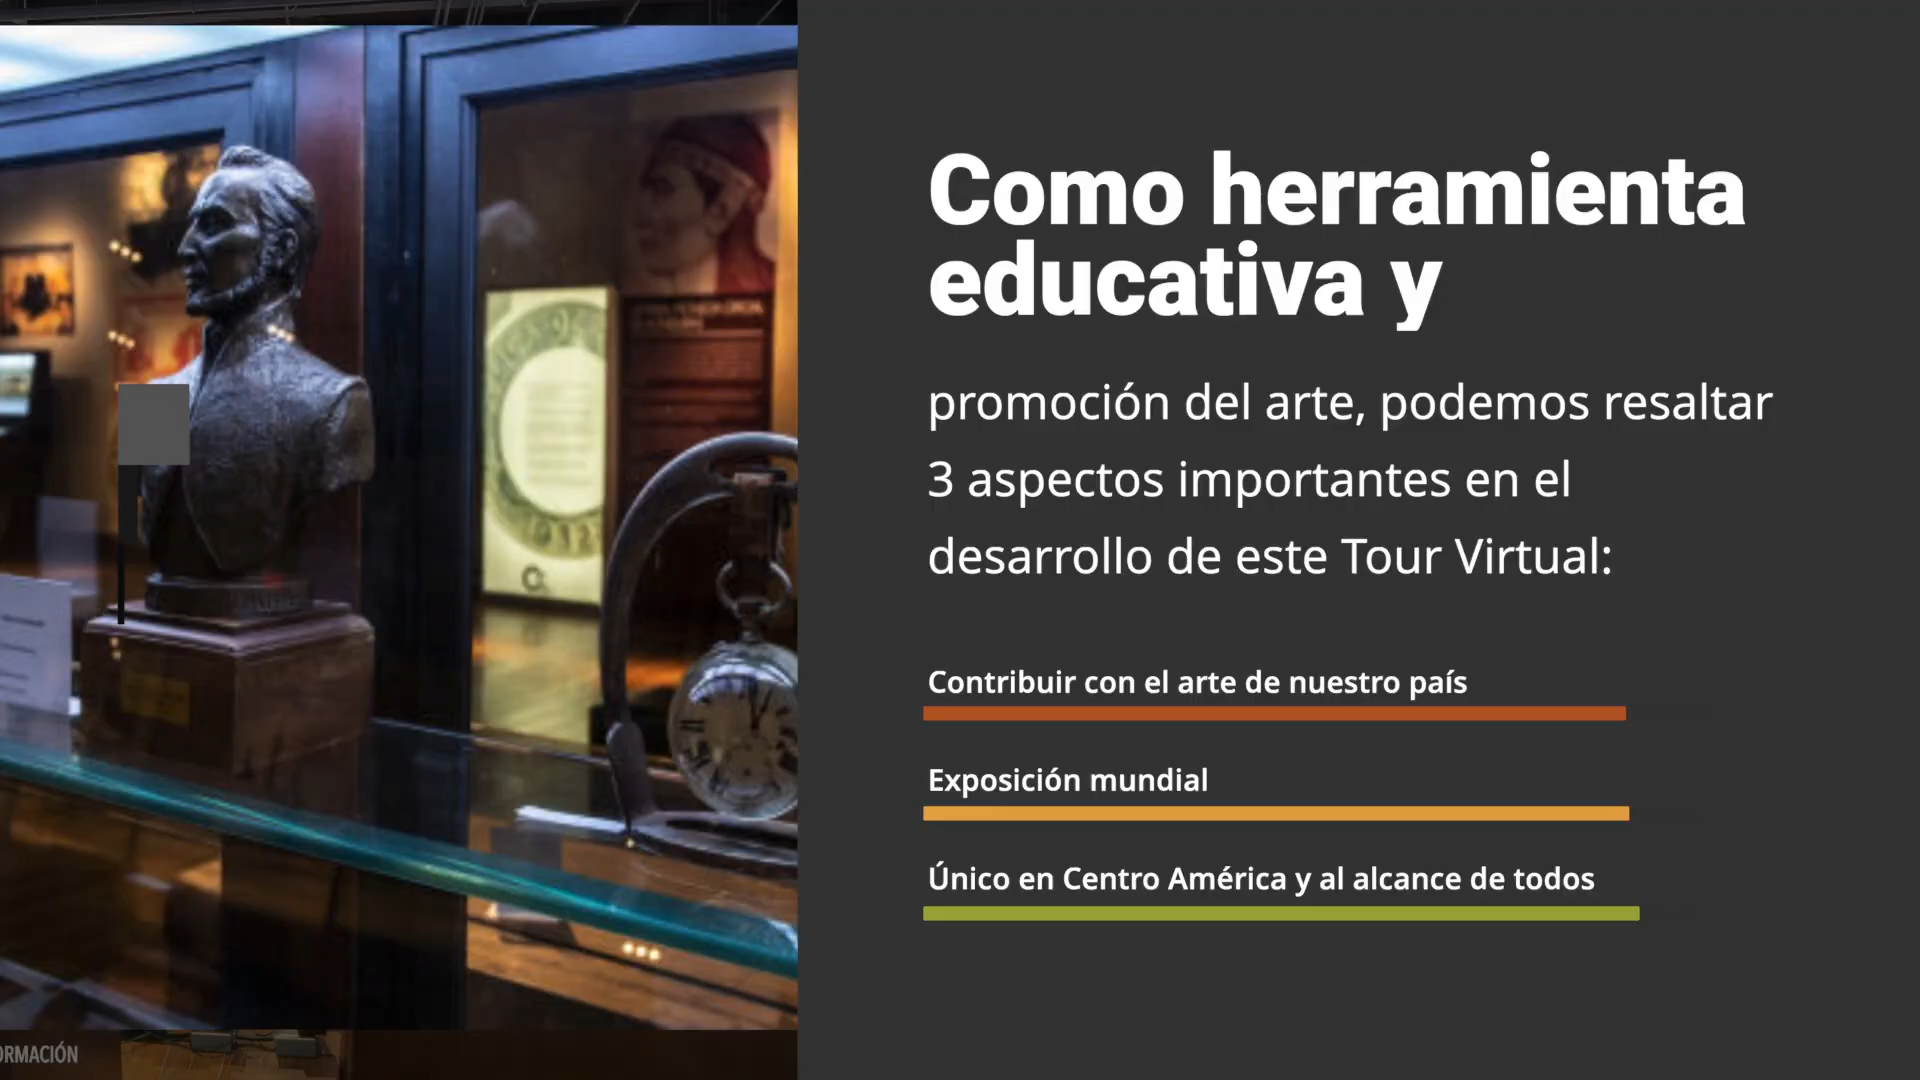 Como herramienta
educativa y
promoción del arte, podemos resaltar
3 aspectos importantes en el
desarrollo de este Tour Virtual:
Contribuir con el arte de nuestro país
Exposición mundial
Único en Centro América y al alcance de todos
ORMACIÓN